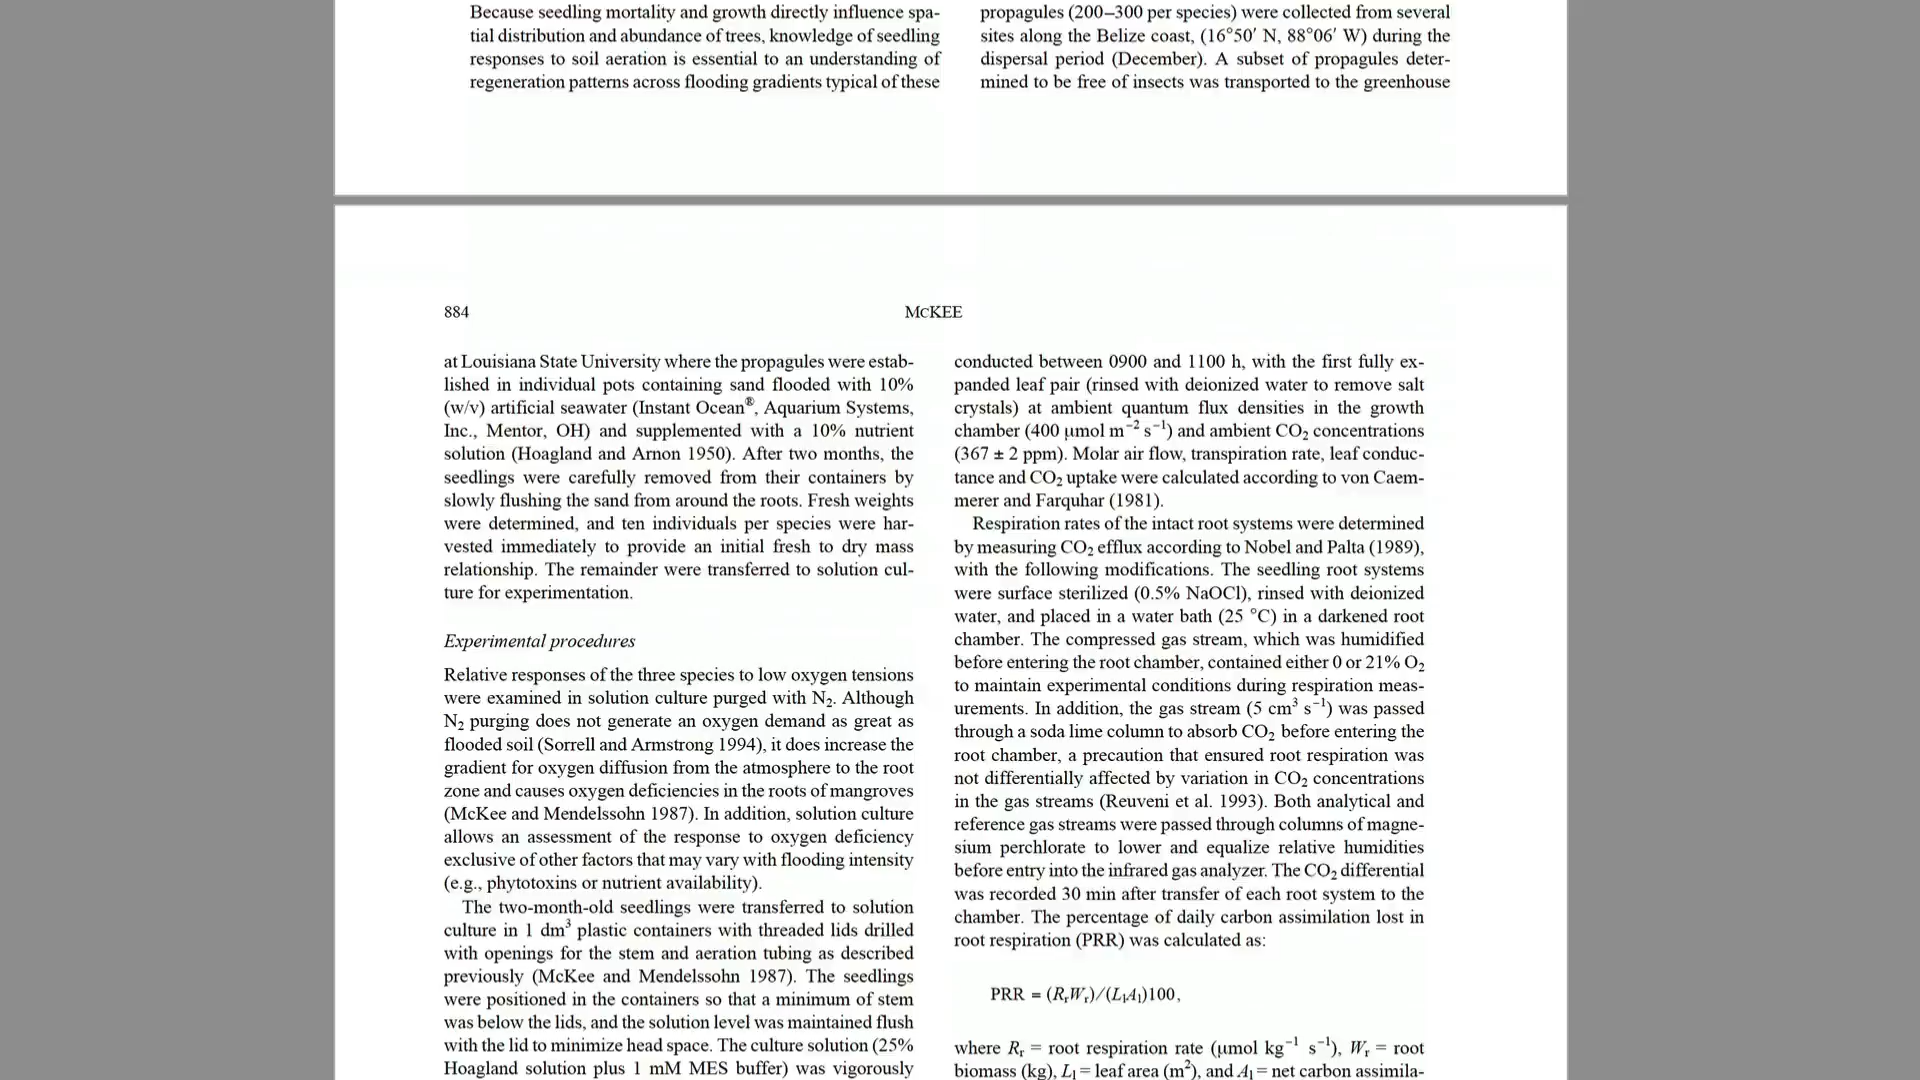 Because seedling mortality and growth directly influence spa-
tial distribution and abundance of trees, knowledge of seedling
responses to soil aeration is essential to an understanding of
regeneration patterns across flooding gradients typical of these
propagules (200–300 per species) were collected from several
sites along the Belize coast, (16°50′ N, 88°06′ W) during the
dispersal period (December). A subset of propagules deter-
mined to be free of insects was transported to the greenhouse
884
McKEE
at Louisiana State University where the propagules were estab-
lished in individual pots containing sand flooded with 10%
(w/v) artificial seawater (Instant Ocean®, Aquarium Systems,
Inc., Mentor, OH) and supplemented with a 10% nutrient
solution (Hoagland and Arnon 1950). After two months, the
seedlings were carefully removed from their containers by
slowly flushing the sand from around the roots. Fresh weights
were determined, and ten individuals per species were har-
vested immediately to provide an initial fresh to dry mass
relationship. The remainder were transferred to solution cul-
ture for experimentation.
Experimental procedures
Relative responses of the three species to low oxygen tensions
were examined in solution culture purged with N₂. Although
N₂ purging does not generate an oxygen demand as great as
flooded soil (Sorrell and Armstrong 1994), it does increase the
gradient for oxygen diffusion from the atmosphere to the root
zone and causes oxygen deficiencies in the roots of mangroves
(McKee and Mendelssohn 1987). In addition, solution culture
allows an assessment of the response to oxygen deficiency
exclusive of other factors that may vary with flooding intensity
(e.g., phytotoxins or nutrient availability).
The two-month-old seedlings were transferred to solution
culture in 1 dm³ plastic containers with threaded lids drilled
with openings for the stem and aeration tubing as described
previously (McKee and Mendelssohn 1987). The seedlings
were positioned in the containers so that a minimum of stem
was below the lids, and the solution level was maintained flush
with the lid to minimize head space. The culture solution (25%
Hoagland solution plus 1 mM MES buffer) was vigorously
conducted between 0900 and 1100 h, with the first fully ex-
panded leaf pair (rinsed with deionized water to remove salt
crystals) at ambient quantum flux densities in the growth
chamber (400 µmol m⁻² s⁻¹) and ambient CO₂ concentrations
(367 ± 2 ppm). Molar air flow, transpiration rate, leaf conduc-
tance and CO₂ uptake were calculated according to von Caem-
merer and Farquhar (1981).
Respiration rates of the intact root systems were determined
by measuring CO₂ efflux according to Nobel and Palta (1989),
with the following modifications. The seedling root systems
were surface sterilized (0.5% NaOCl), rinsed with deionized
water, and placed in a water bath (25 °C) in a darkened root
chamber. The compressed gas stream, which was humidified
before entering the root chamber, contained either 0 or 21% O₂
to maintain experimental conditions during respiration meas-
urements. In addition, the gas stream (5 cm³ s⁻¹) was passed
through a soda lime column to absorb CO₂ before entering the
root chamber, a precaution that ensured root respiration was
not differentially affected by variation in CO₂ concentrations
in the gas streams (Reuveni et al. 1993). Both analytical and
reference gas streams were passed through columns of magne-
sium perchlorate to lower and equalize relative humidities
before entry into the infrared gas analyzer. The CO₂ differential
was recorded 30 min after transfer of each root system to the
chamber. The percentage of daily carbon assimilation lost in
root respiration (PRR) was calculated as:
PRR = (RᵣWᵣ)/(LₗAₗ)100,
where Rᵣ = root respiration rate (µmol kg⁻¹ s⁻¹), Wᵣ = root
biomass (kg), Lₗ = leaf area (m²), and Aₗ = net carbon assimila-